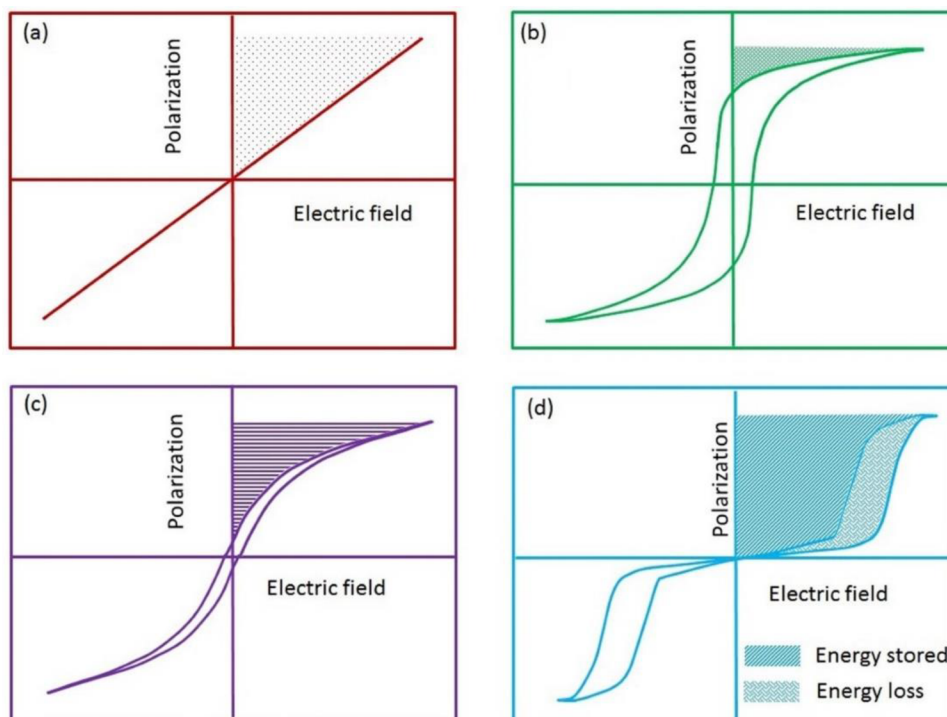 (a)
Polarization
Electric field
(b)
Polarization
Electric field
(c)
Polarization
Electric field
(d)
Polarization
Electric field
Energy stored
Energy loss